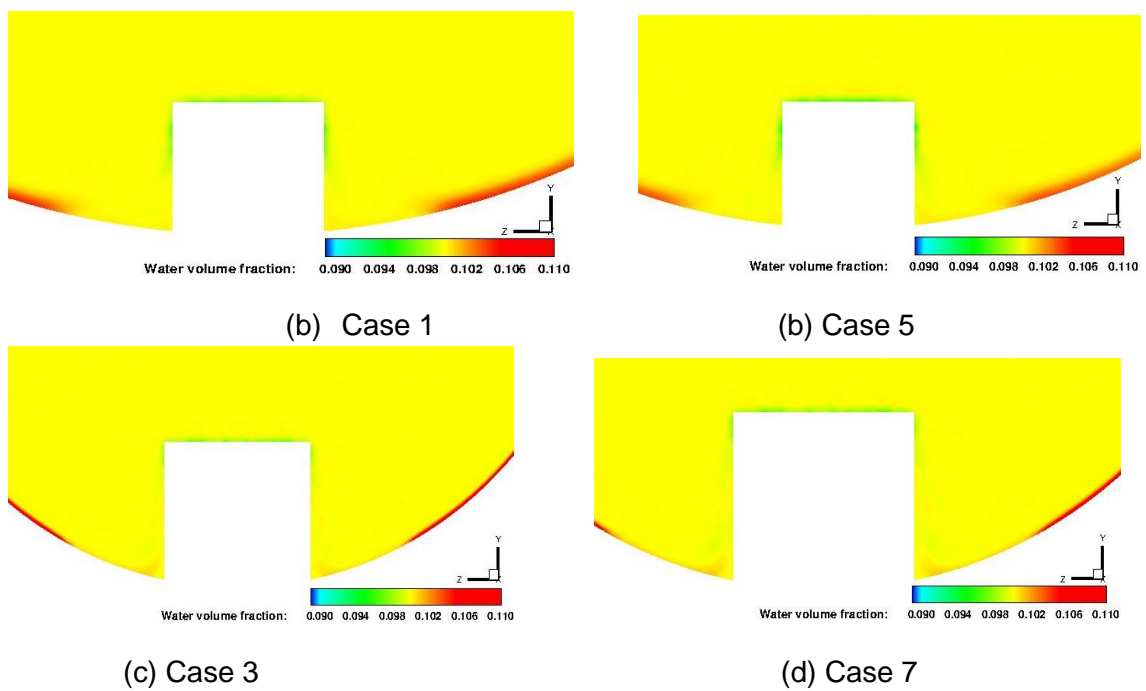 Y
Z X
Water volume fraction: 0.090 0.094 0.098 0.102 0.106 0.110
(b) Case 1
Y
Z X
Water volume fraction: 0.090 0.094 0.098 0.102 0.106 0.110
(b) Case 5
Y
Z X
Water volume fraction: 0.090 0.094 0.098 0.102 0.106 0.110
(c) Case 3
Y
Z X
Water volume fraction: 0.090 0.094 0.098 0.102 0.106 0.110
(d) Case 7